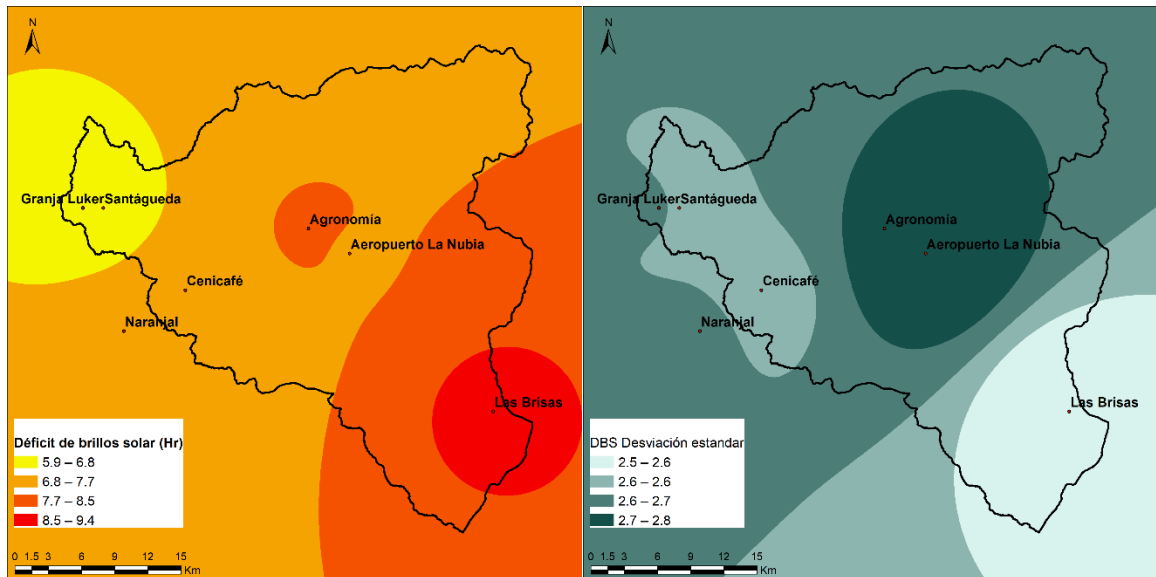 N
Granja Luker Santágueda
Agronomía
Aeropuerto La Nubia
Cenicafé
Naranjal
Las Brisas
Déficit de brillos solar (Hr)
5.9 – 6.8
6.8 – 7.7
7.7 – 8.5
8.5 – 9.4
0 1.5 3 6 9 12 15
Km
N
Granja Luker Santágueda
Agronomía
Aeropuerto La Nubia
Cenicafé
Naranjal
Las Brisas
DBS Desviación estandar
2.5 – 2.6
2.6 – 2.6
2.6 – 2.7
2.7 – 2.8
0 1.5 3 6 9 12 15
Km